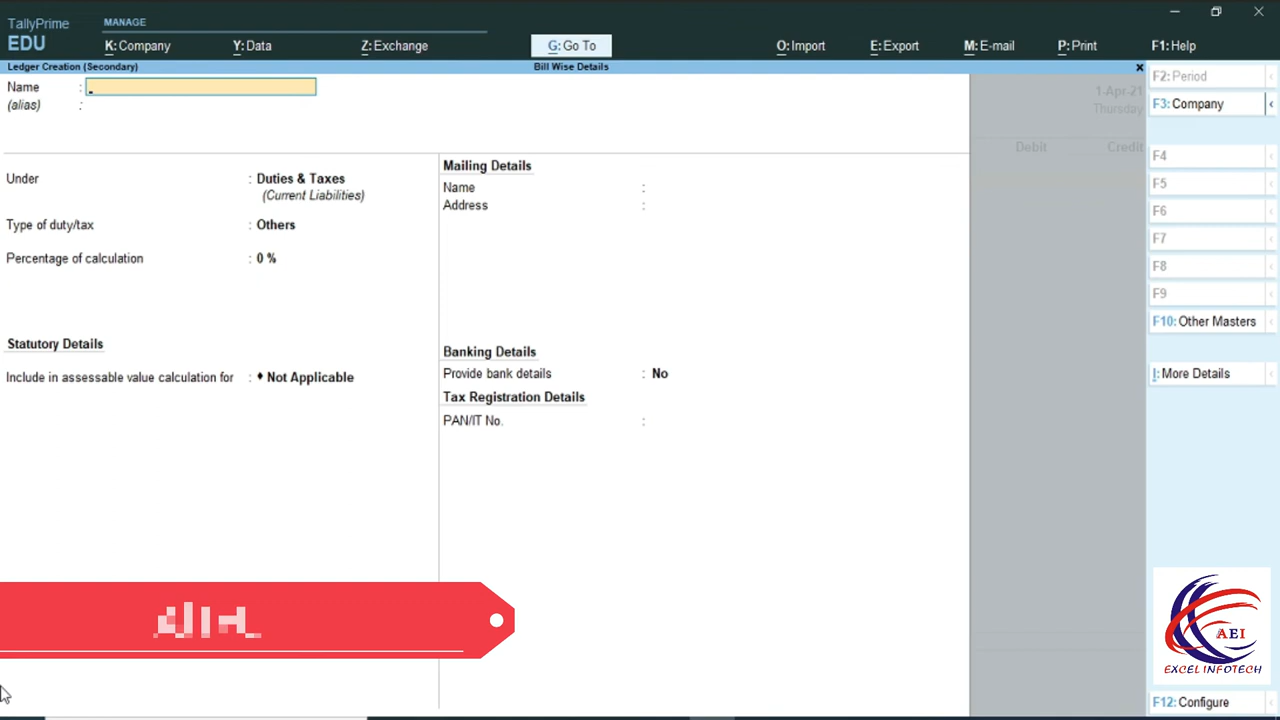 TallyPrime
EDU
MANAGE
K: Company Y: Data Z: Exchange G: Go To O: Import E: Export M: E-mail P: Print F1: Help
Ledger Creation (Secondary) Bill Wise Details
Name :
(alias) :
1-Apr-21
Thursday
Debit Credit
Under : Duties & Taxes
(Current Liabilities)
Type of duty/tax : Others
Percentage of calculation : 0 %
Statutory Details
Include in assessable value calculation for : ♦ Not Applicable
Mailing Details
Name :
Address :
Banking Details
Provide bank details : No
Tax Registration Details
PAN/IT No. :
F2: Period
F3: Company
F4
F5
F6
F7
F8
F9
F10: Other Masters
I: More Details
AEI
EXCEL INFOTECH
F12: Configure